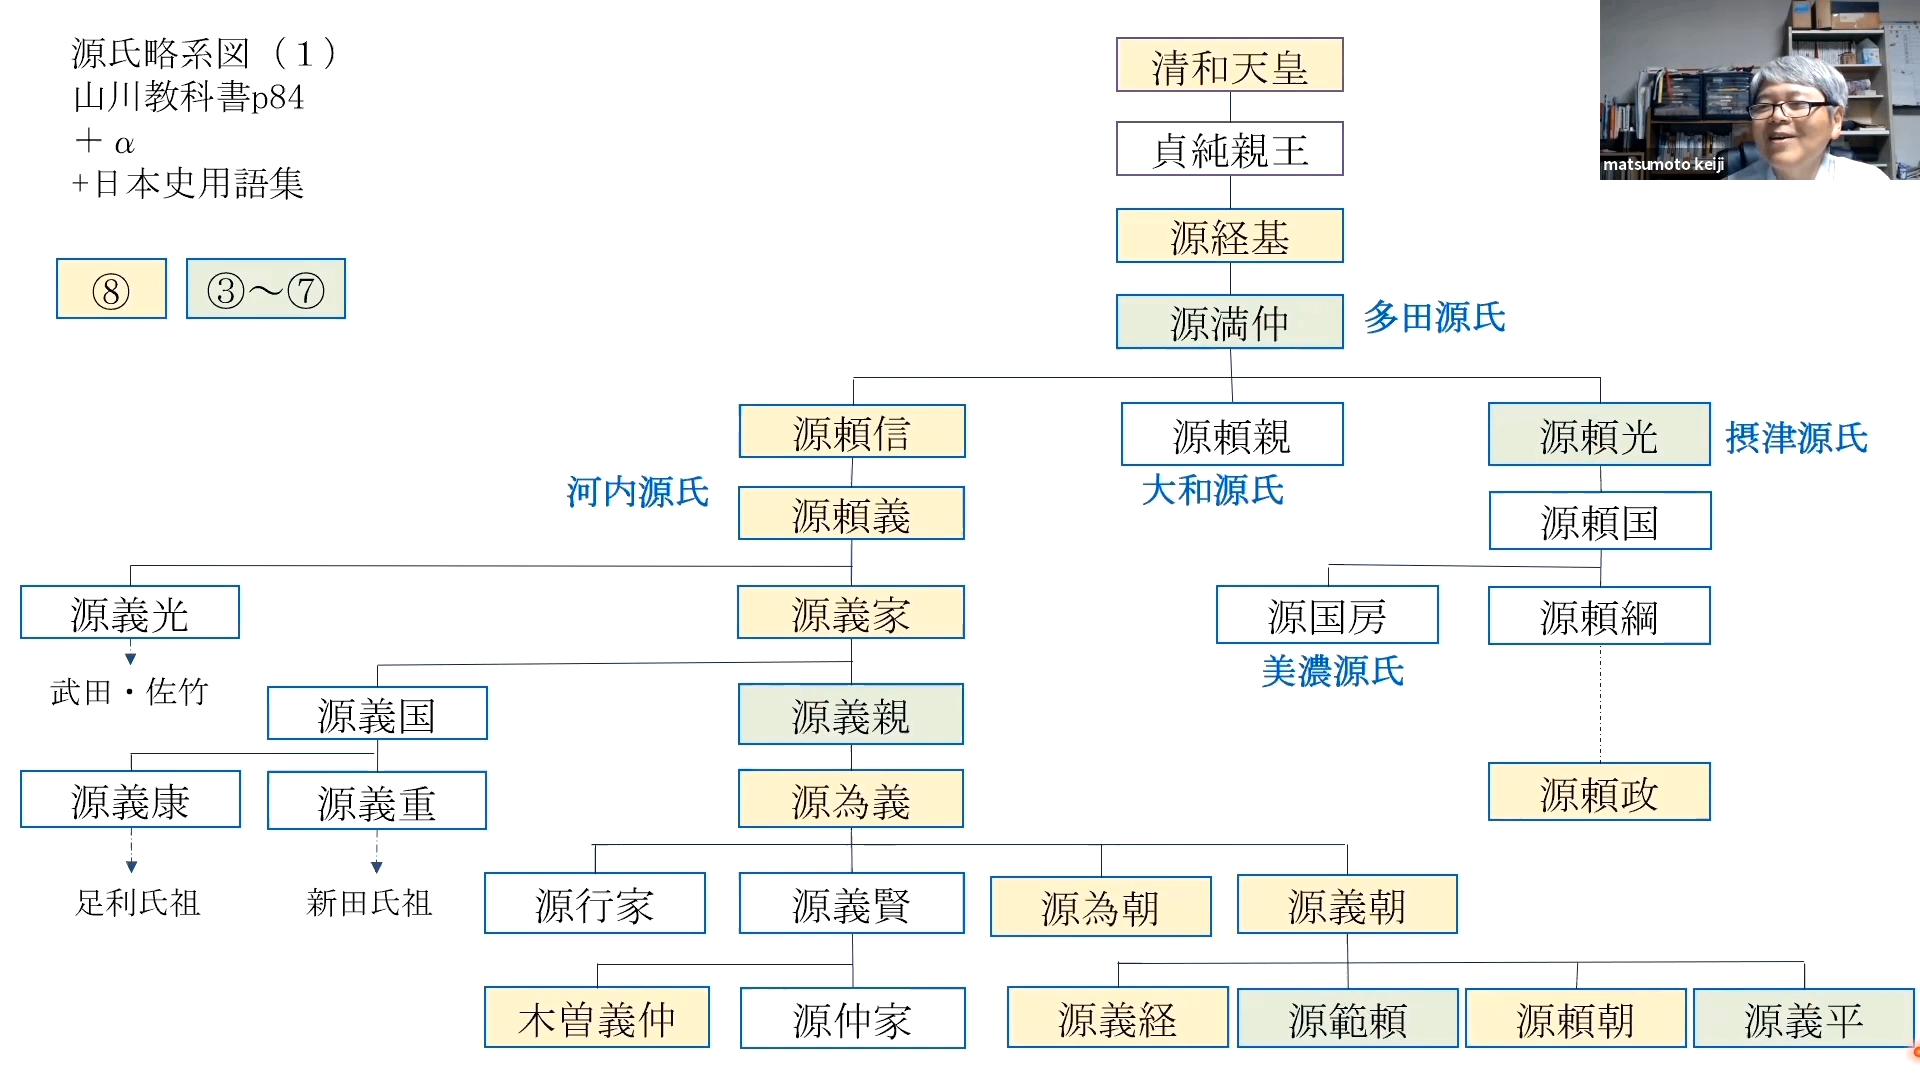 源氏略系図（１）
山川教科書p84
＋α
+日本史用語集
⑧
③～⑦
matsumoto keiji
清和天皇
貞純親王
源経基
源満仲
多田源氏
源頼信
源頼親
源頼光
摂津源氏
河内源氏
大和源氏
源頼義
源頼国
源義光
源義家
源国房
源頼綱
武田・佐竹
美濃源氏
源義国
源義親
源義康
源義重
源為義
源頼政
足利氏祖
新田氏祖
源行家
源義賢
源為朝
源義朝
木曽義仲
源仲家
源義経
源範頼
源頼朝
源義平